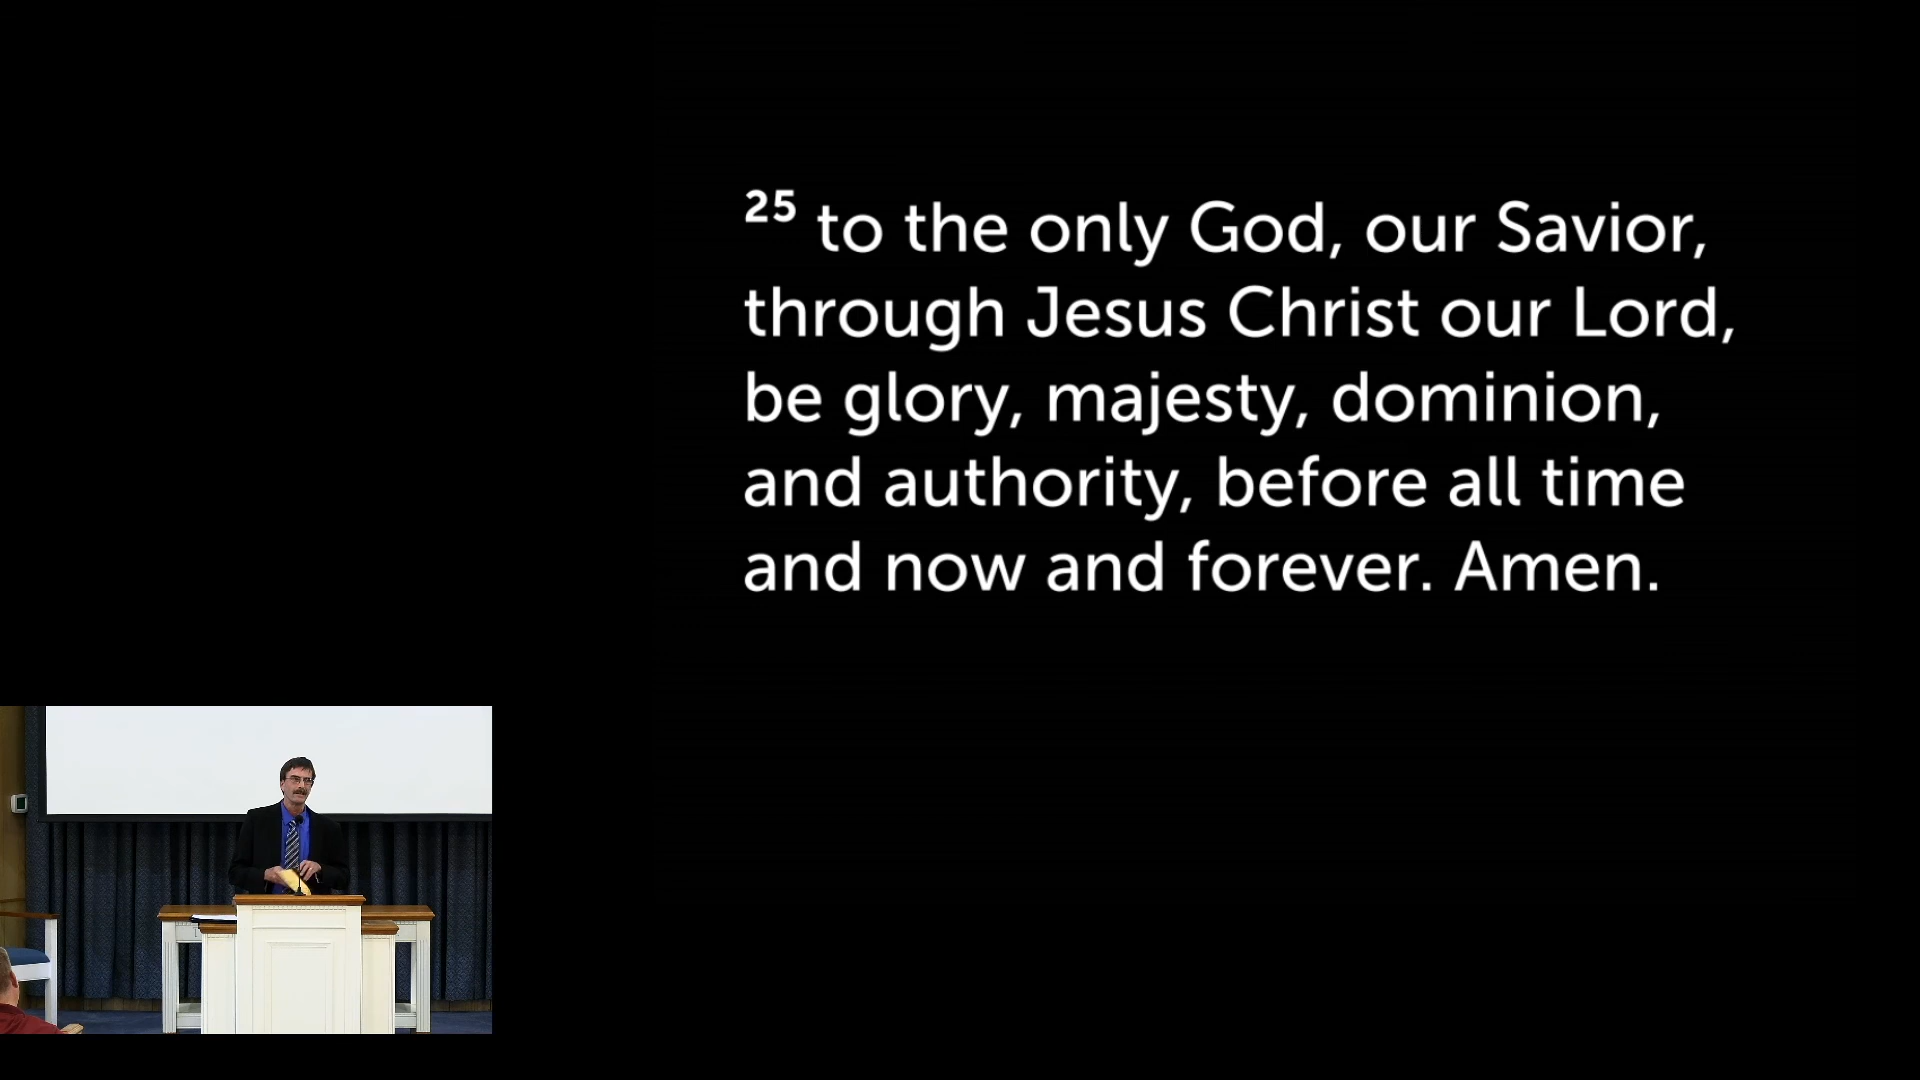 25 to the only God, our Savior,
through Jesus Christ our Lord,
be glory, majesty, dominion,
and authority, before all time
and now and forever. Amen.